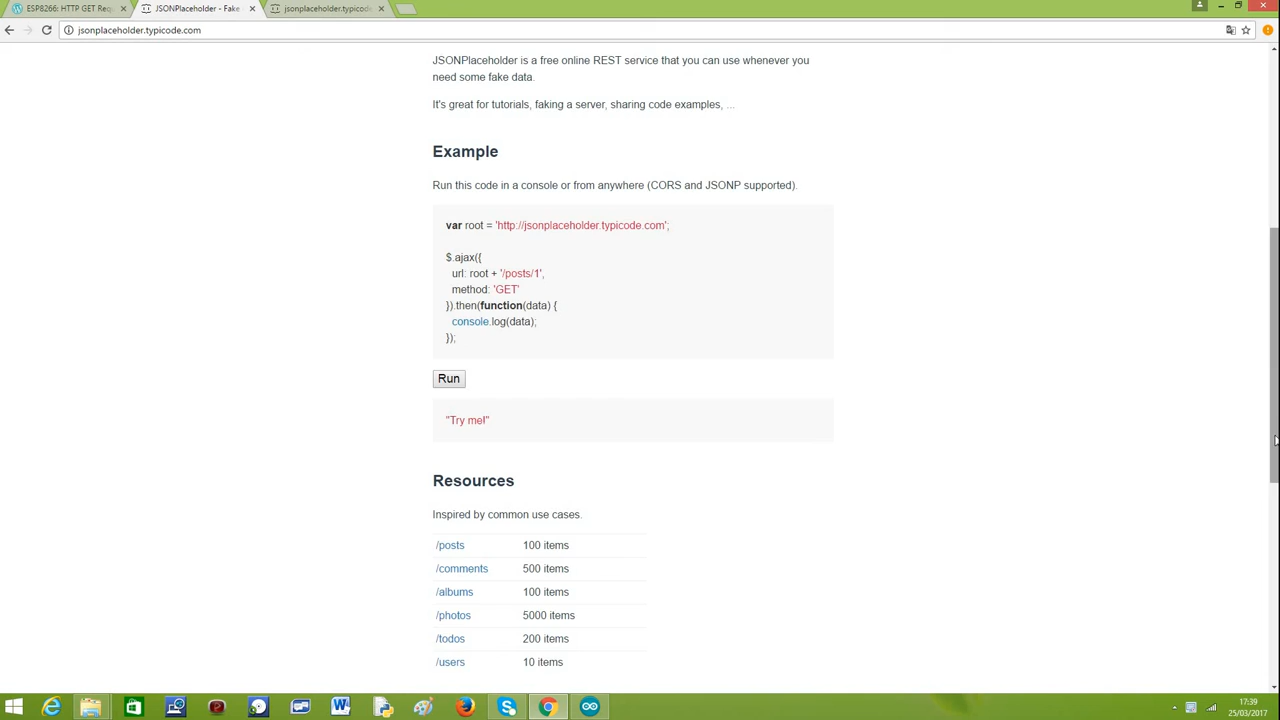 ESP8266: HTTP GET Req
JSONPlaceholder - Fake
jsonplaceholder.typicod
jsonplaceholder.typicode.com
JSONPlaceholder is a free online REST service that you can use whenever you
need some fake data.
It's great for tutorials, faking a server, sharing code examples, ...
Example
Run this code in a console or from anywhere (CORS and JSONP supported).
var root = 'http://jsonplaceholder.typicode.com';
$.ajax({
url: root + '/posts/1',
method: 'GET'
}).then(function(data) {
console.log(data);
});
Run
"Try me!"
Resources
Inspired by common use cases.
/posts 100 items
/comments 500 items
/albums 100 items
/photos 5000 items
/todos 200 items
/users 10 items
17:39
25/03/2017